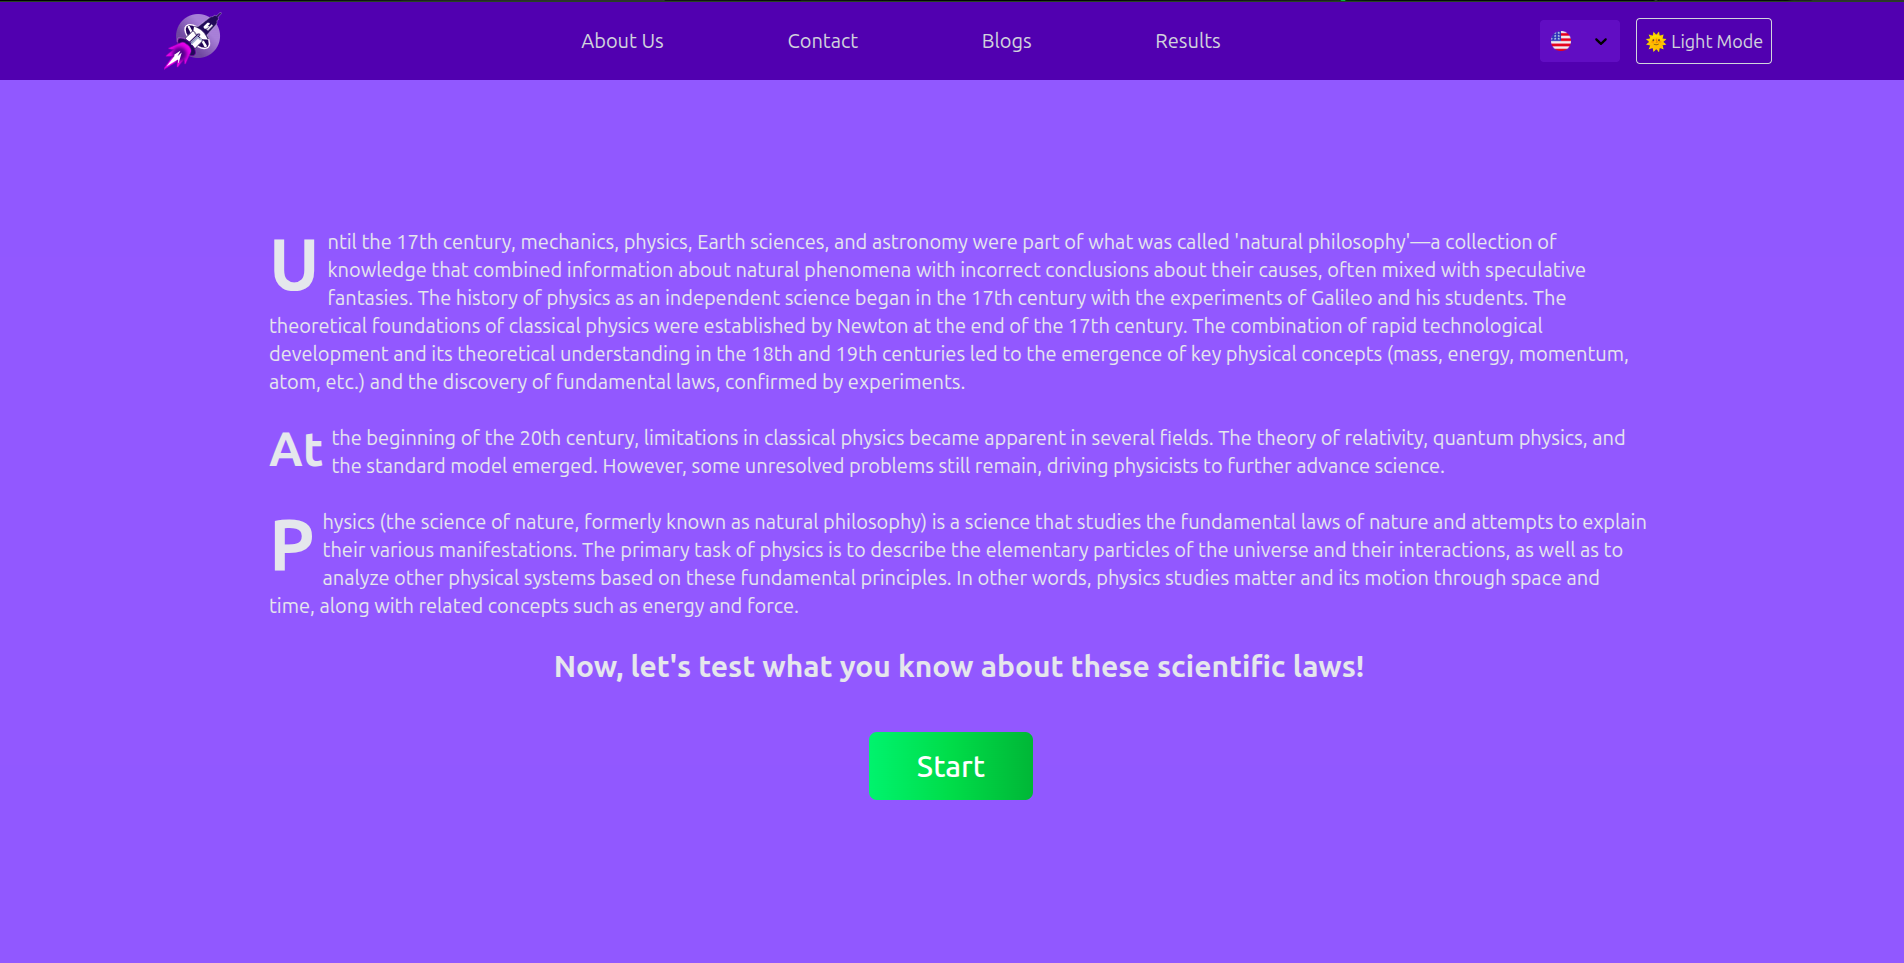 About Us
Contact
Blogs
Results
Light Mode
Until the 17th century, mechanics, physics, Earth sciences, and astronomy were part of what was called 'natural philosophy'—a collection of
knowledge that combined information about natural phenomena with incorrect conclusions about their causes, often mixed with speculative
fantasies. The history of physics as an independent science began in the 17th century with the experiments of Galileo and his students. The
theoretical foundations of classical physics were established by Newton at the end of the 17th century. The combination of rapid technological
development and its theoretical understanding in the 18th and 19th centuries led to the emergence of key physical concepts (mass, energy, momentum,
atom, etc.) and the discovery of fundamental laws, confirmed by experiments.
At the beginning of the 20th century, limitations in classical physics became apparent in several fields. The theory of relativity, quantum physics, and
the standard model emerged. However, some unresolved problems still remain, driving physicists to further advance science.
Physics (the science of nature, formerly known as natural philosophy) is a science that studies the fundamental laws of nature and attempts to explain
their various manifestations. The primary task of physics is to describe the elementary particles of the universe and their interactions, as well as to
analyze other physical systems based on these fundamental principles. In other words, physics studies matter and its motion through space and
time, along with related concepts such as energy and force.
Now, let's test what you know about these scientific laws!
Start